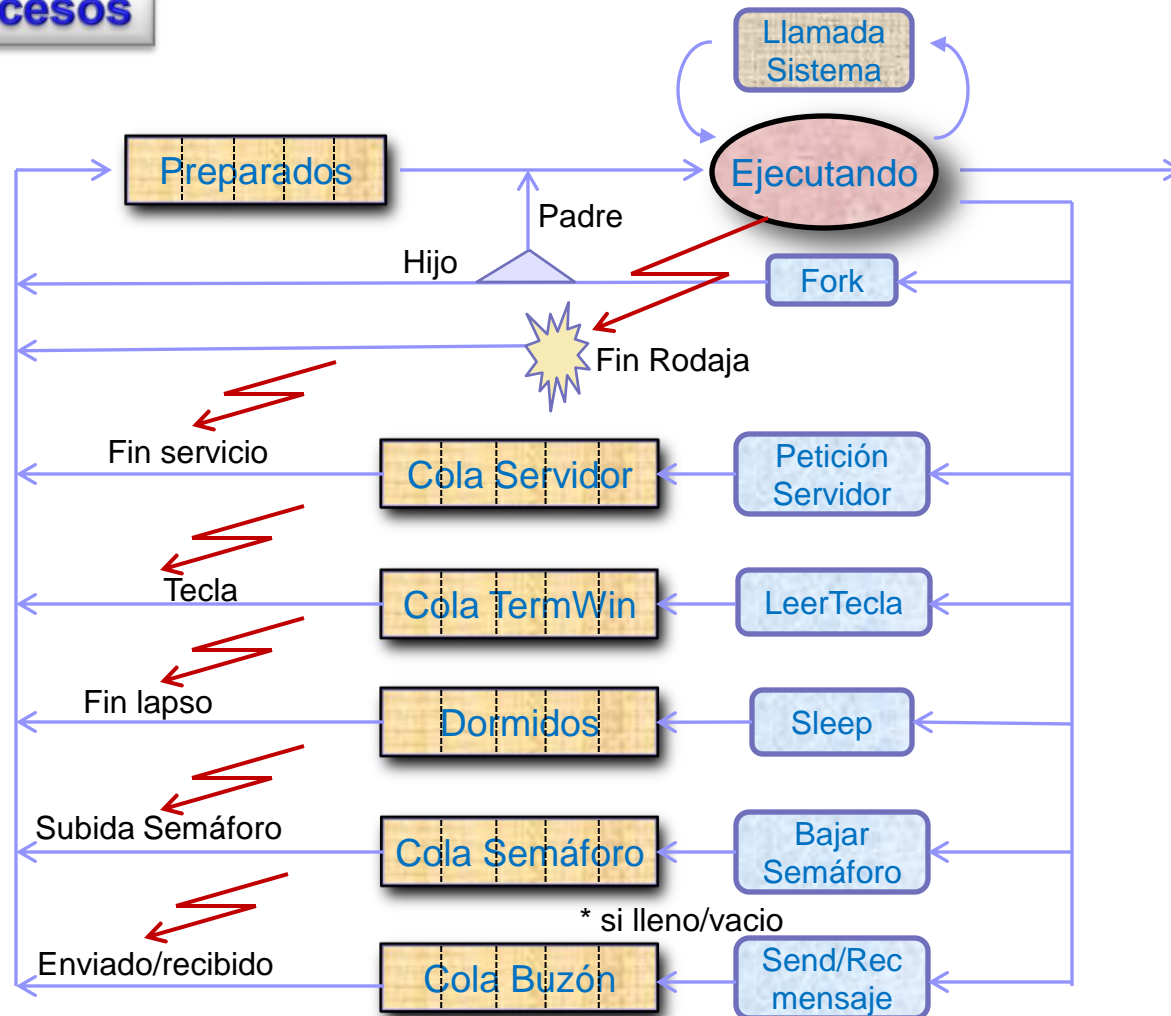 Llamada
Sistema
Preparados
Ejecutando
Padre
Hijo
Fork
Fin Rodaja
Fin servicio
Cola Servidor
Petición
Servidor
Tecla
Cola TermWin
LeerTecla
Fin lapso
Dormidos
Sleep
Subida Semáforo
Cola Semáforo
Bajar
Semáforo
* si lleno/vacio
Enviado/recibido
Cola Buzón
Send/Rec
mensaje